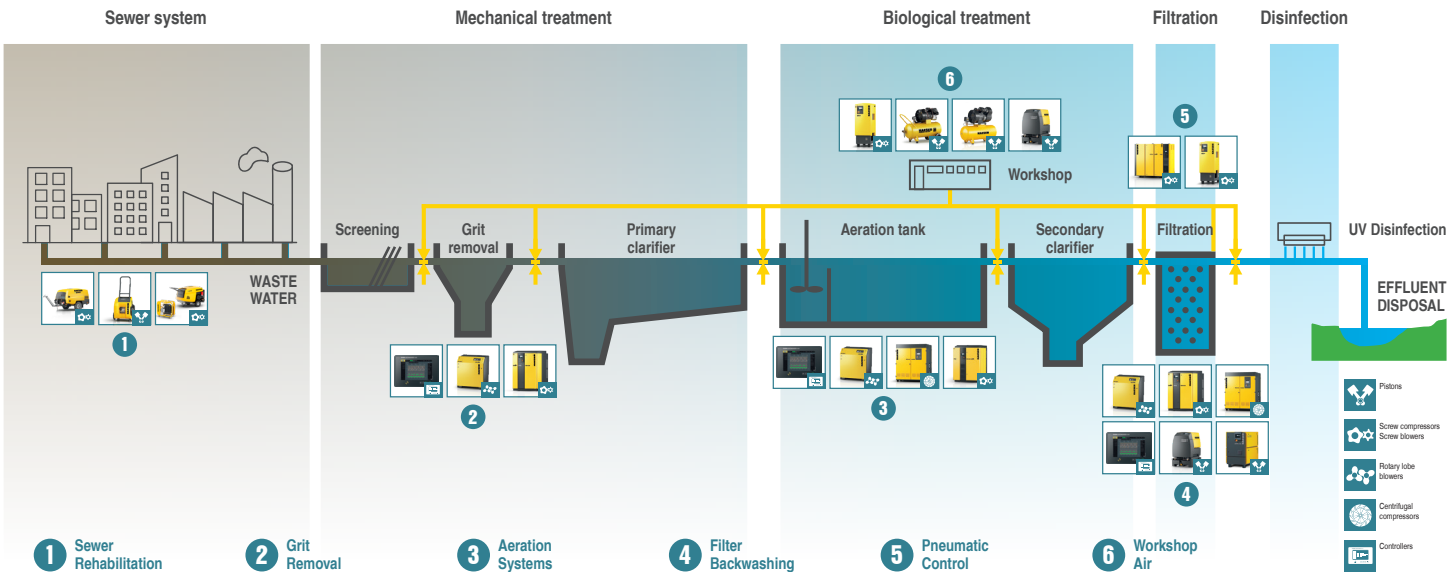 Sewer system
Mechanical treatment
Biological treatment
Filtration
Disinfection
6
5
Workshop
Screening
Grit
removal
Primary
clarifier
Aeration tank
Secondary
clarifier
Filtration
UV Disinfection
WASTE
WATER
EFFLUENT
DISPOSAL
1
2
3
4
Pistons
Screw compressors
Screw blowers
Rotary lobe
blowers
Centrifugal
compressors
Controllers
1 Sewer
Rehabilitation
2 Grit
Removal
3 Aeration
Systems
4 Filter
Backwashing
5 Pneumatic
Control
6 Workshop
Air